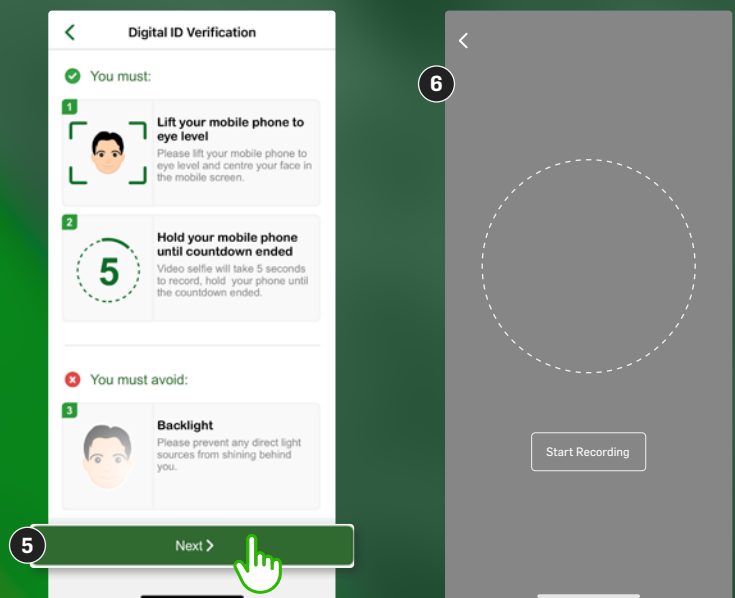 Digital ID Verification
You must:
1
Lift your mobile phone to
eye level
Please lift your mobile phone to
eye level and centre your face in
the mobile screen.
2
5
Hold your mobile phone
until countdown ended
Video selfie will take 5 seconds
to record, hold your phone until
the countdown ended.
You must avoid:
3
Backlight
Please prevent any direct light
sources from shining behind
you.
5
Next
6
Start Recording